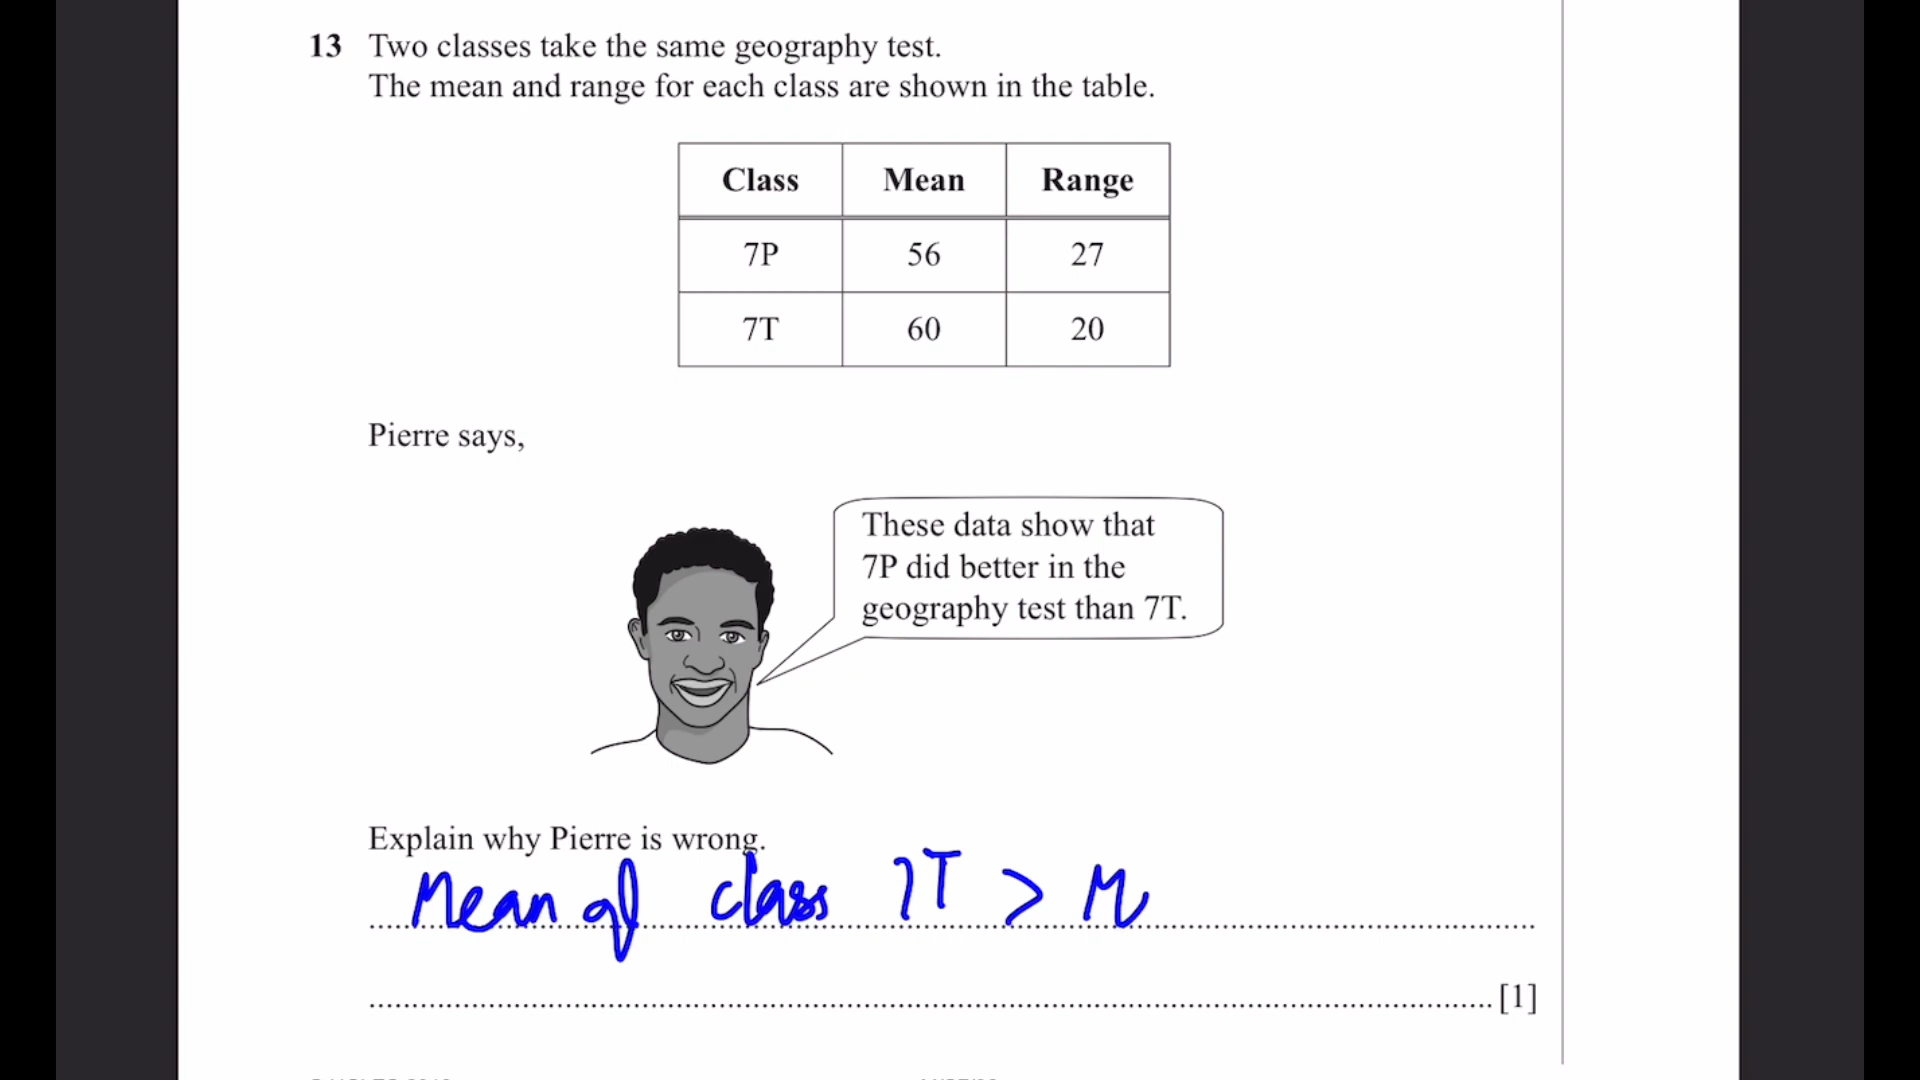 13 Two classes take the same geography test.
The mean and range for each class are shown in the table.
Class Mean Range
7P 56 27
7T 60 20
Pierre says,
These data show that
7P did better in the
geography test than 7T.
Explain why Pierre is wrong.
Mean of class 7T > M
[1]